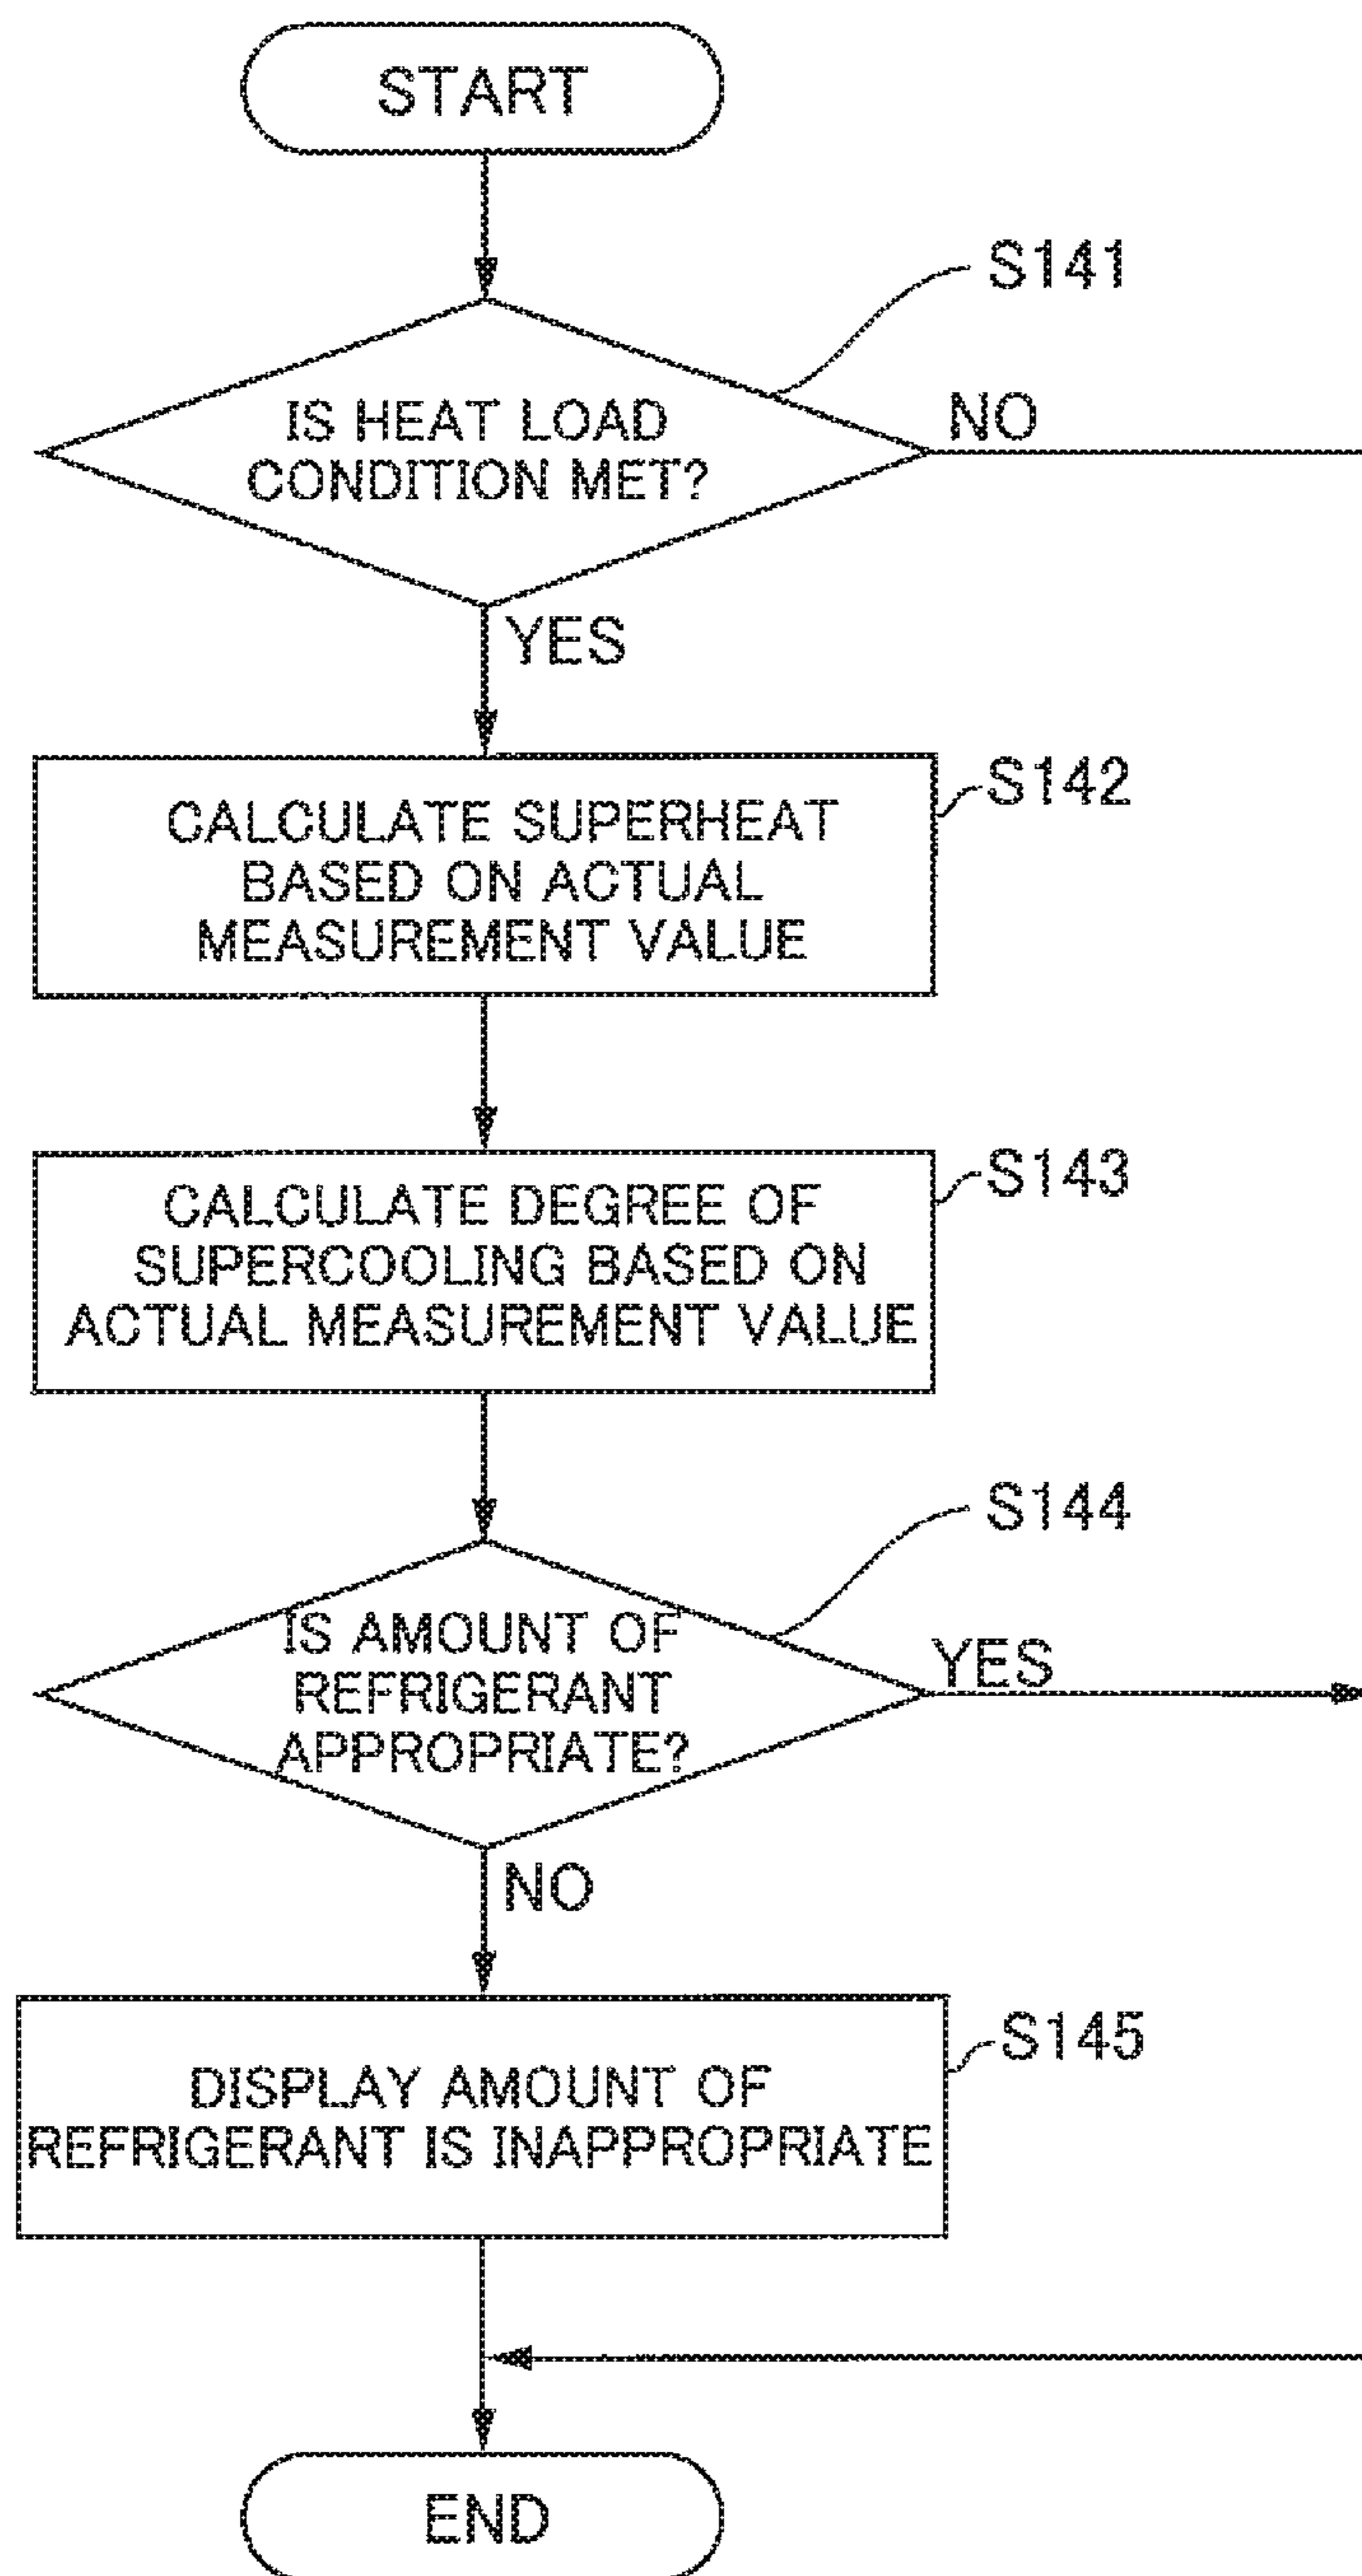 START
S141
IS HEAT LOAD
CONDITION MET?
NO
YES
S142
CALCULATE SUPERHEAT
BASED ON ACTUAL
MEASUREMENT VALUE
S143
CALCULATE DEGREE OF
SUPERCOOLING BASED ON
ACTUAL MEASUREMENT VALUE
S144
IS AMOUNT OF
REFRIGERANT
APPROPRIATE?
YES
NO
S145
DISPLAY AMOUNT OF
REFRIGERANT IS INAPPROPRIATE
END